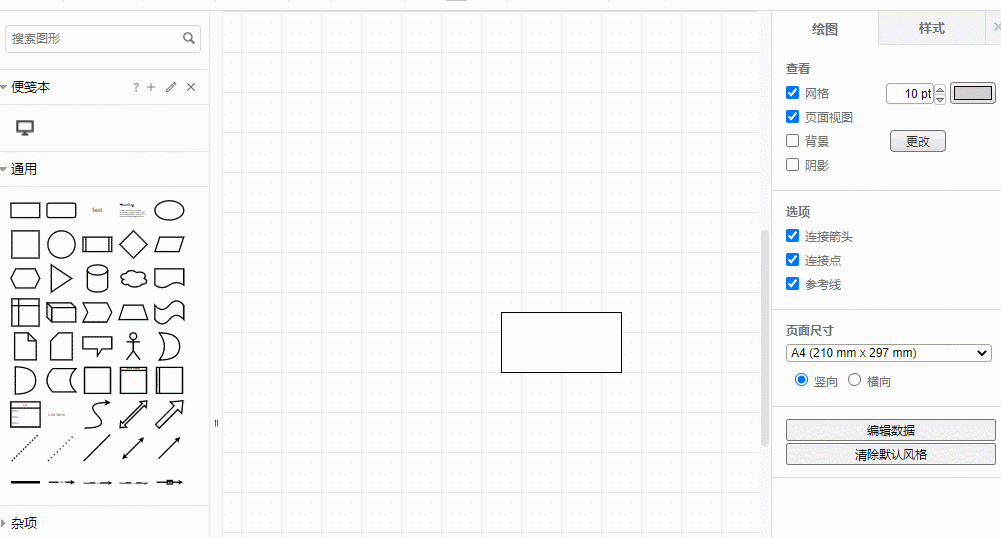 搜索图形
便笺本
?
通用
Text
Heading
List Item
杂项
绘图
样式
查看
网格
10 pt
页面视图
背景
更改
阴影
选项
连接箭头
连接点
参考线
页面尺寸
A4 (210 mm x 297 mm)
竖向 横向
编辑数据
清除默认风格